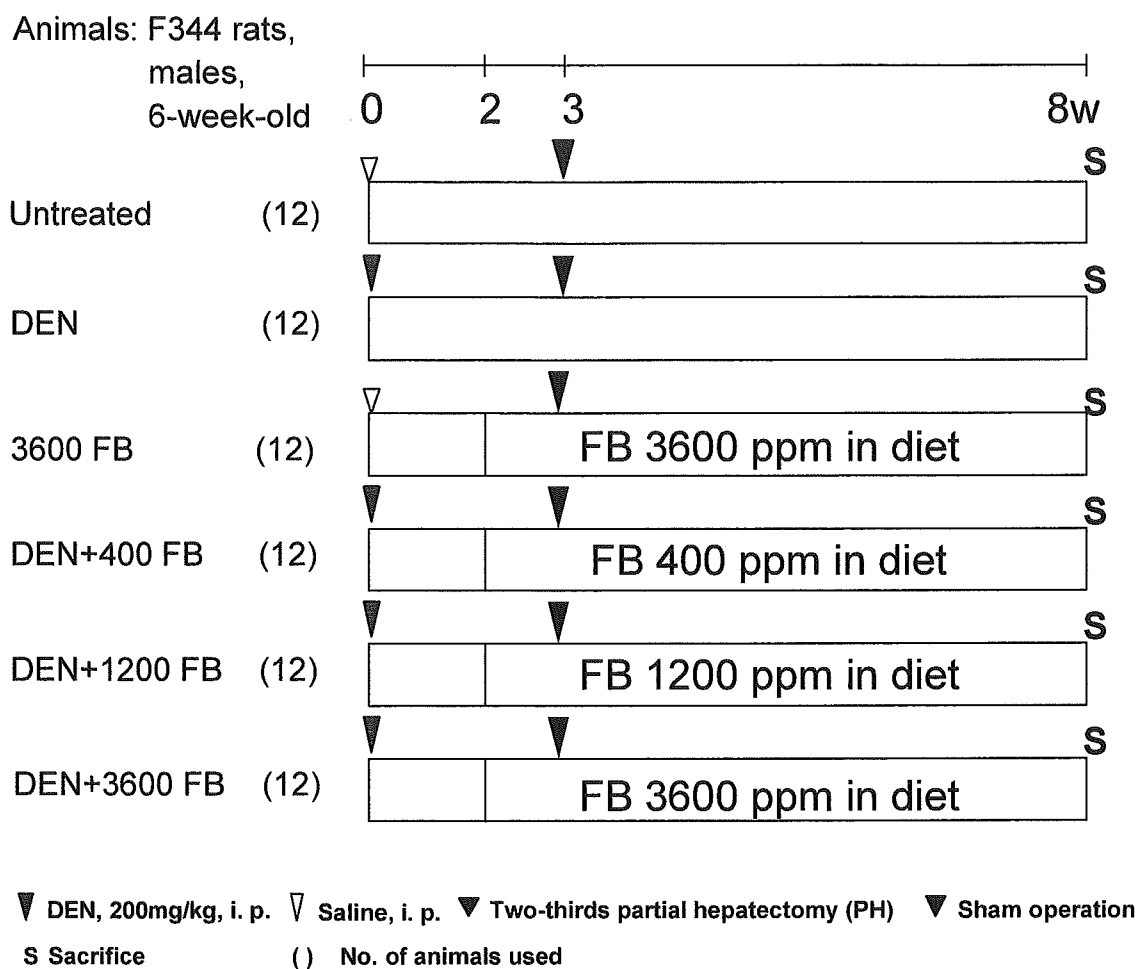 Animals: F344 rats,
males,
6-week-old
0 2 3 8w
S
Untreated (12)
S
DEN (12)
S
3600 FB (12) FB 3600 ppm in diet
S
DEN+400 FB (12) FB 400 ppm in diet
S
DEN+1200 FB (12) FB 1200 ppm in diet
S
DEN+3600 FB (12) FB 3600 ppm in diet
DEN, 200mg/kg, i. p. Saline, i. p. Two-thirds partial hepatectomy (PH) Sham operation
S Sacrifice ( ) No. of animals used